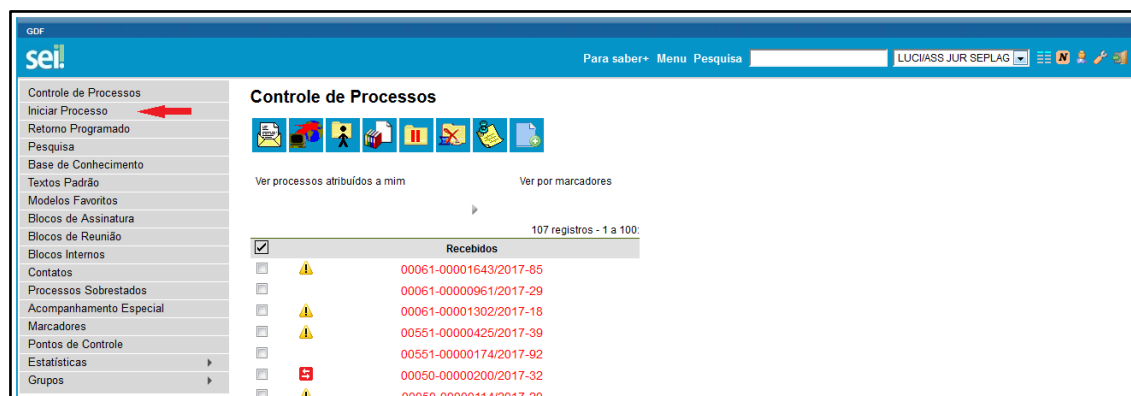 GDF
sei!
Para saber+ Menu Pesquisa LUCI/ASS JUR SEPLAG N
Controle de Processos
Iniciar Processo
Retorno Programado
Pesquisa
Base de Conhecimento
Textos Padrão
Modelos Favoritos
Blocos de Assinatura
Blocos de Reunião
Blocos Internos
Contatos
Processos Sobrestados
Acompanhamento Especial
Marcadores
Pontos de Controle
Estatísticas
Grupos
Controle de Processos
Ver processos atribuídos a mim Ver por marcadores
107 registros - 1 a 100:
Recebidos
00061-00001643/2017-85
00061-00000961/2017-29
00061-00001302/2017-18
00551-00000425/2017-39
00551-00000174/2017-92
00050-00000200/2017-32